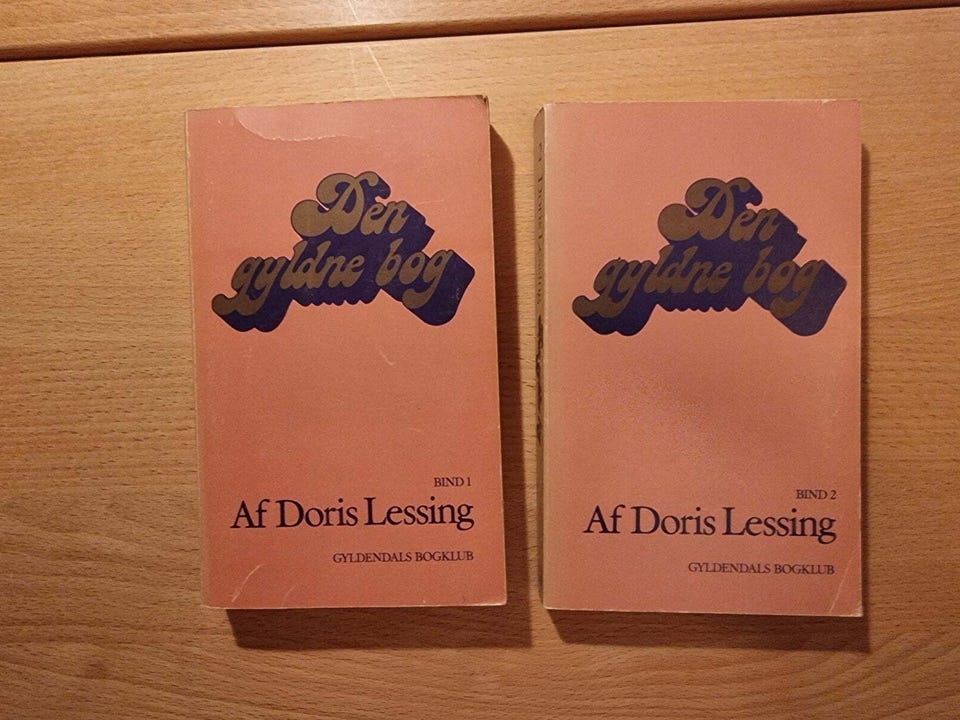 Den
gyldne bog
BIND 1
Af Doris Lessing
GYLDENDALS BOGKLUB
Den
gyldne bog
BIND 2
Af Doris Lessing
GYLDENDALS BOGKLUB